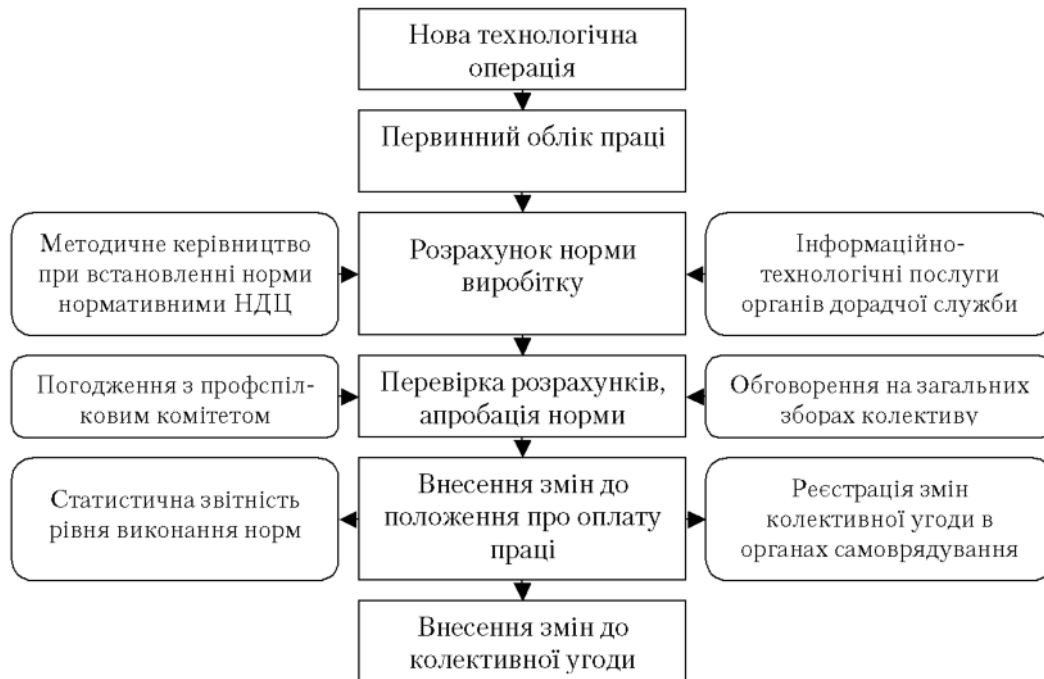 Нова технологічна
операція
Первинний облік праці
Методичне керівництво
при встановленні норми
нормативними НДЦ
Розрахунок норми
виробітку
Інформаційно-
технологічні послуги
органів дорадчої служби
Погодження з профспіл-
ковим комітетом
Перевірка розрахунків,
апробація норми
Обговорення на загальних
зборах колективу
Статистична звітність
рівня виконання норм
Внесення змін до
положення про оплату
праці
Реєстрація змін
колективної угоди в
органах самоврядування
Внесення змін до
колективної угоди